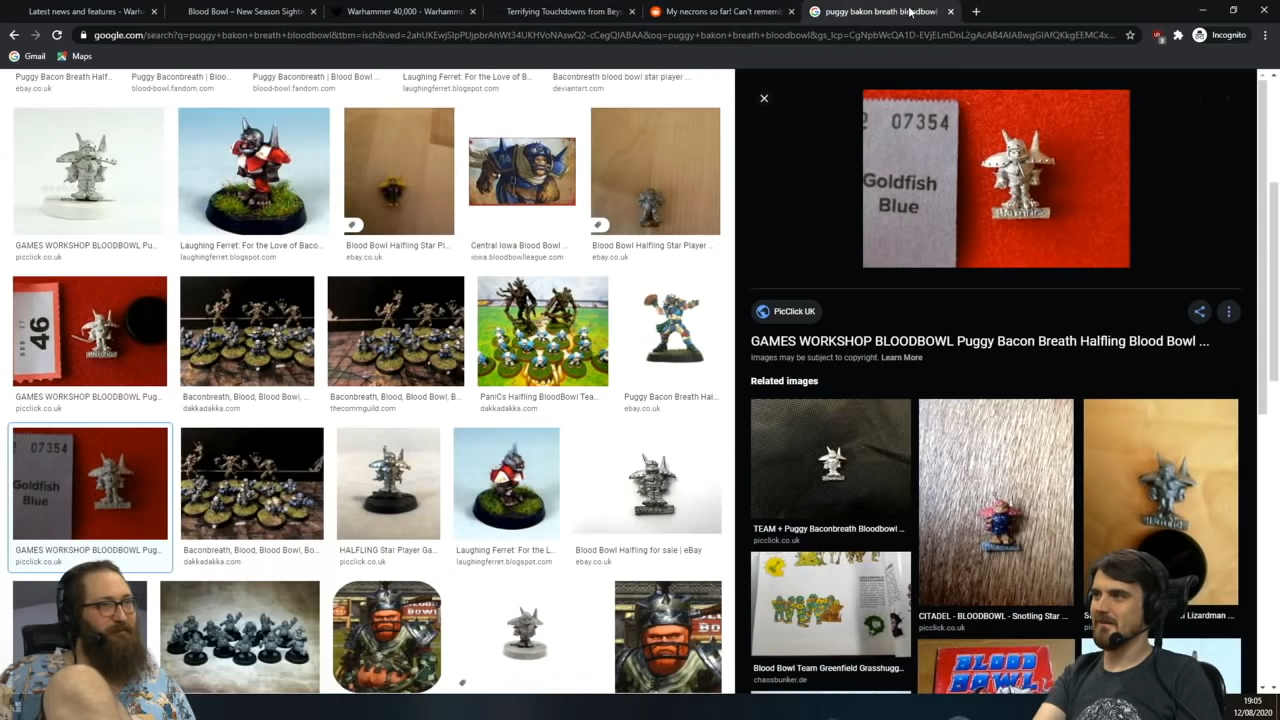 Latest news and features – Warha
Blood Bowl – New Season Sighte
Warhammer 40,000 - Warhamme
Terrifying Touchdowns from Beyo
My necrons so far! Can't rememb
puggy bakon breath bloodbowl
google.com/search?q=puggy+bakon+breath+bloodbowl&tbm=isch&ved=2ahUKEwjSlpPUjpbrAhWt34UKHVoNAswQ2-cCegQIABAA&oq=puggy+bakon+breath+bloodbowl&gs_lcp=CgNpbWcQA1D-EVjELmDnL2gAcAB4AIABwgGIAfQKkgEEMC4x...
Incognito
Gmail
Maps
Puggy Bacon Breath Half...
Puggy Baconbreath | Bloo...
Puggy Baconbreath | Blood Bowl ...
Laughing Ferret: For the Love of B...
Baconbreath blood bowl star player ...
ebay.co.uk
blood-bowl.fandom.com
blood-bowl.fandom.com
laughingferret.blogspot.com
deviantart.com
GAMES WORKSHOP BLOODBOWL Pu...
Laughing Ferret: For the Love of Baco...
Blood Bowl Halfling Star Pl...
Central Iowa Blood Bowl ...
Blood Bowl Halfling Star Player ...
picclick.co.uk
laughingferret.blogspot.com
ebay.co.uk
iowa.bloodbowlleague.com
ebay.co.uk
46
GAMES WORKSHOP BLOODBOWL Pug...
Baconbreath, Blood, Blood Bowl, ...
Baconbreath, Blood, Blood Bowl, B...
PaniCs Halfling BloodBowl Tea...
Puggy Bacon Breath Hal...
picclick.co.uk
dakkadakka.com
thecommguild.com
dakkadakka.com
ebay.co.uk
07354
Goldfish
Blue
GAMES WORKSHOP BLOODBOWL Pug...
Baconbreath, Blood, Blood Bowl, Bo...
HALFLING Star Player Ga...
Laughing Ferret: For the L...
Blood Bowl Halfling for sale | eBay
picclick.co.uk
dakkadakka.com
picclick.co.uk
laughingferret.blogspot.com
ebay.co.uk
2 07354
Goldfish
Blue
PicClick UK
GAMES WORKSHOP BLOODBOWL Puggy Bacon Breath Halfling Blood Bowl ...
Images may be subject to copyright. Learn More
Related images
TEAM + Puggy Baconbreath Bloodbowl ...
picclick.co.uk
CITADEL - BLOODBOWL - Snotling Star ...
picclick.co.uk
Lizardman ...
Blood Bowl Team Greenfield Grasshugg...
chaosbunker.de
BLOOD
BOWL
19:05
12/08/2020